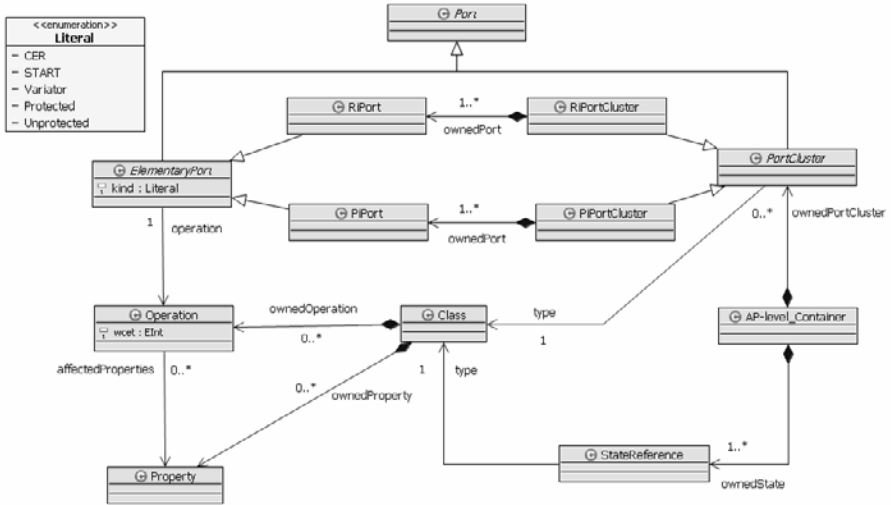 <<enumeration>>
Literal
– CER
– START
– Variator
– Protected
– Unprotected
Port
RiPort
1..*
ownedPort
RiPortCluster
ElementaryPort
kind : Literal
PortCluster
PiPort
1..*
ownedPort
PiPortCluster
1
operation
0..*
ownedPortCluster
Operation
wcet : EInt
ownedOperation
0..*
Class
type
1
AP-level_Container
affectedProperties
0..*
0..*
ownedProperty
1
type
Property
StateReference
1..*
ownedState